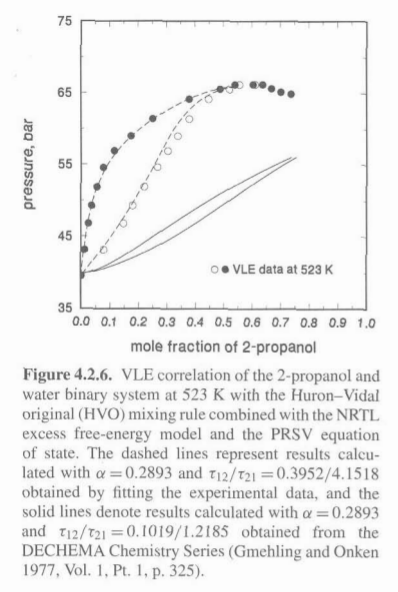 75
65
55
45
35
pressure, bar
VLE data at 523 K
0.0 0.1 0.2 0.3 0.4 0.5 0.6 0.7 0.8 0.9 1.0
mole fraction of 2-propanol
Figure 4.2.6. VLE correlation of the 2-propanol and
water binary system at 523 K with the Huron–Vidal
original (HVO) mixing rule combined with the NRTL
excess free-energy model and the PRSV equation
of state. The dashed lines represent results calcu-
lated with α = 0.2893 and τ12/τ21 = 0.3952/4.1518
obtained by fitting the experimental data, and the
solid lines denote results calculated with α = 0.2893
and τ12/τ21 = 0.1019/1.2185 obtained from the
DECHEMA Chemistry Series (Gmehling and Onken
1977, Vol. 1, Pt. 1, p. 325).